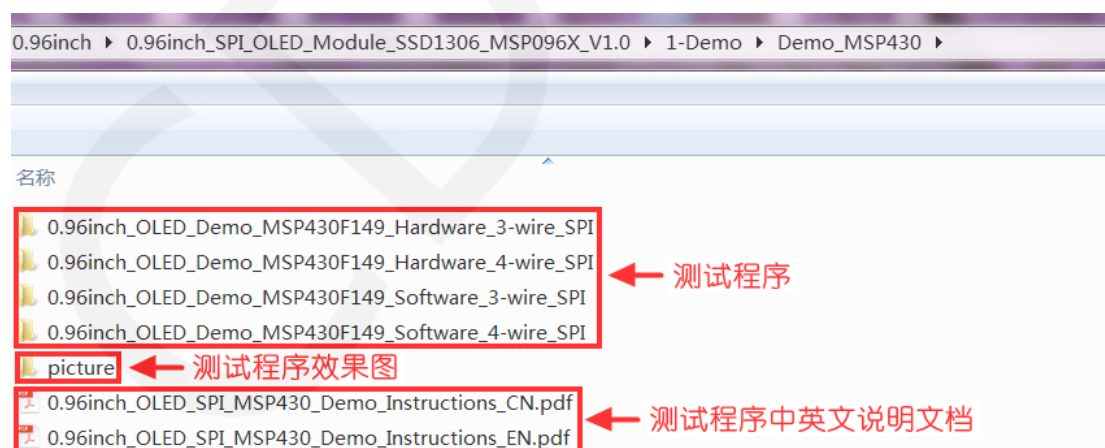 0.96inch ▸ 0.96inch_SPI_OLED_Module_SSD1306_MSP096X_V1.0 ▸ 1-Demo ▸ Demo_MSP430 ▸
名称
0.96inch_OLED_Demo_MSP430F149_Hardware_3-wire_SPI
0.96inch_OLED_Demo_MSP430F149_Hardware_4-wire_SPI
测试程序
0.96inch_OLED_Demo_MSP430F149_Software_3-wire_SPI
0.96inch_OLED_Demo_MSP430F149_Software_4-wire_SPI
picture 测试程序效果图
0.96inch_OLED_SPI_MSP430_Demo_Instructions_CN.pdf
测试程序中英文说明文档
0.96inch_OLED_SPI_MSP430_Demo_Instructions_EN.pdf